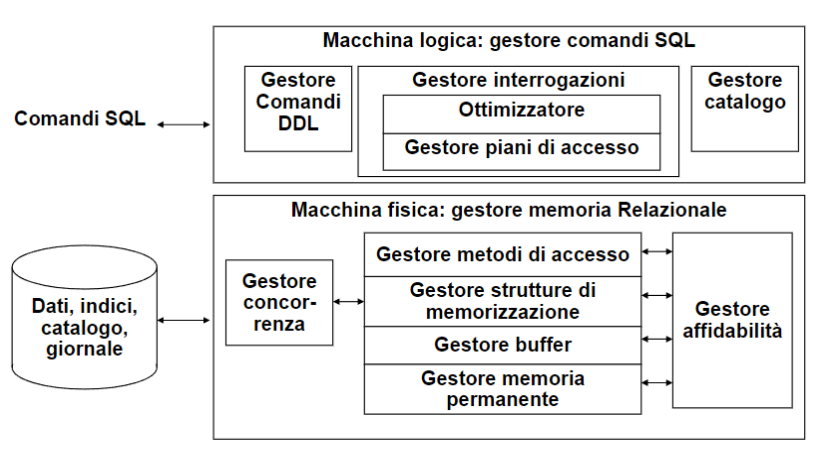 Macchina logica: gestore comandi SQL
Comandi SQL
Gestore
Comandi
DDL
Gestore interrogazioni
Ottimizzatore
Gestore piani di accesso
Gestore
catalogo
Macchina fisica: gestore memoria Relazionale
Dati, indici,
catalogo,
giornale
Gestore
concor-
renza
Gestore metodi di accesso
Gestore strutture di
memorizzazione
Gestore buffer
Gestore memoria
permanente
Gestore
affidabilità